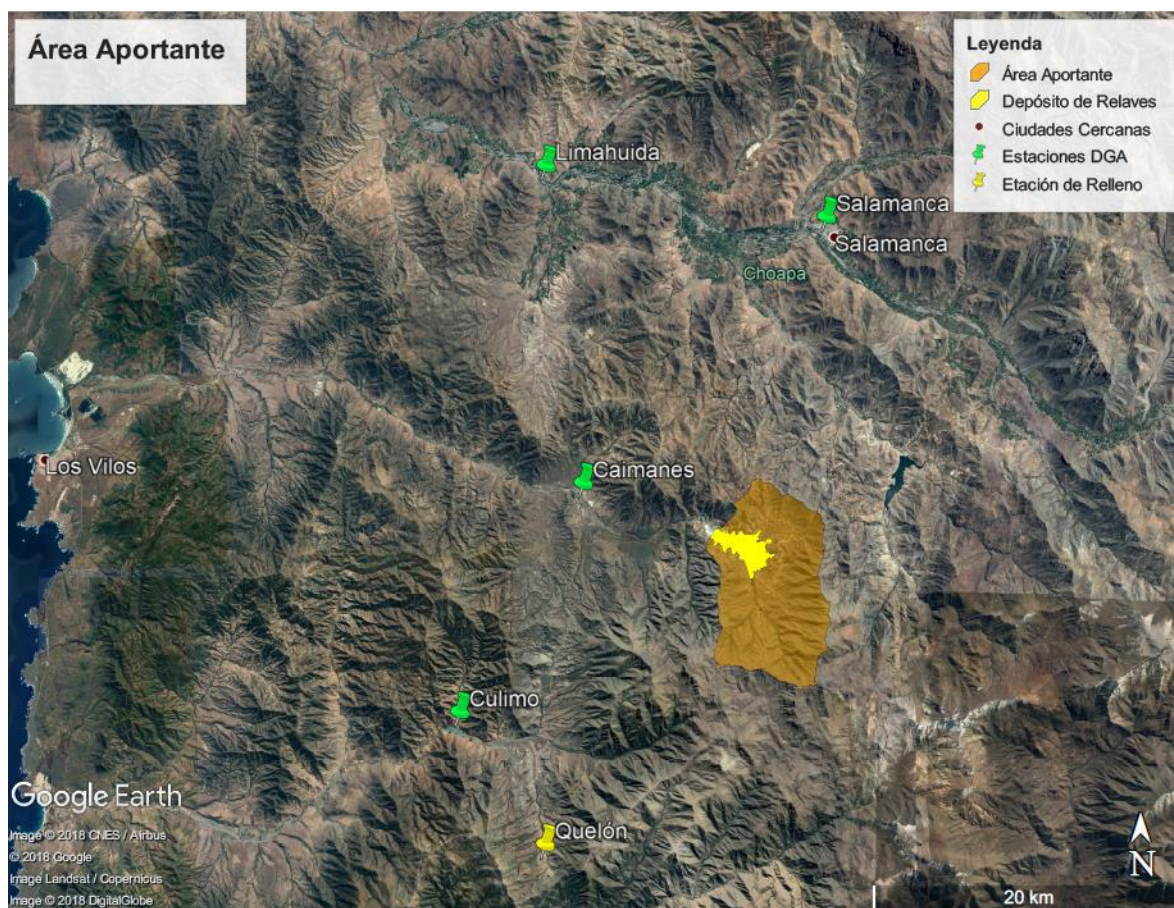 Área Aportante
Leyenda
Área Aportante
Depósito de Relaves
Ciudades Cercanas
Estaciones DGA
Etación de Relleno
Limahuida
Salamanca
Salamanca
Choapa
Los Vilos
Caimanes
Culimo
Quelón
Google Earth
Image © 2018 CNES / Airbus
© 2018 Google
Image Landsat / Copernicus
Image © 2018 DigitalGlobe
N
20 km